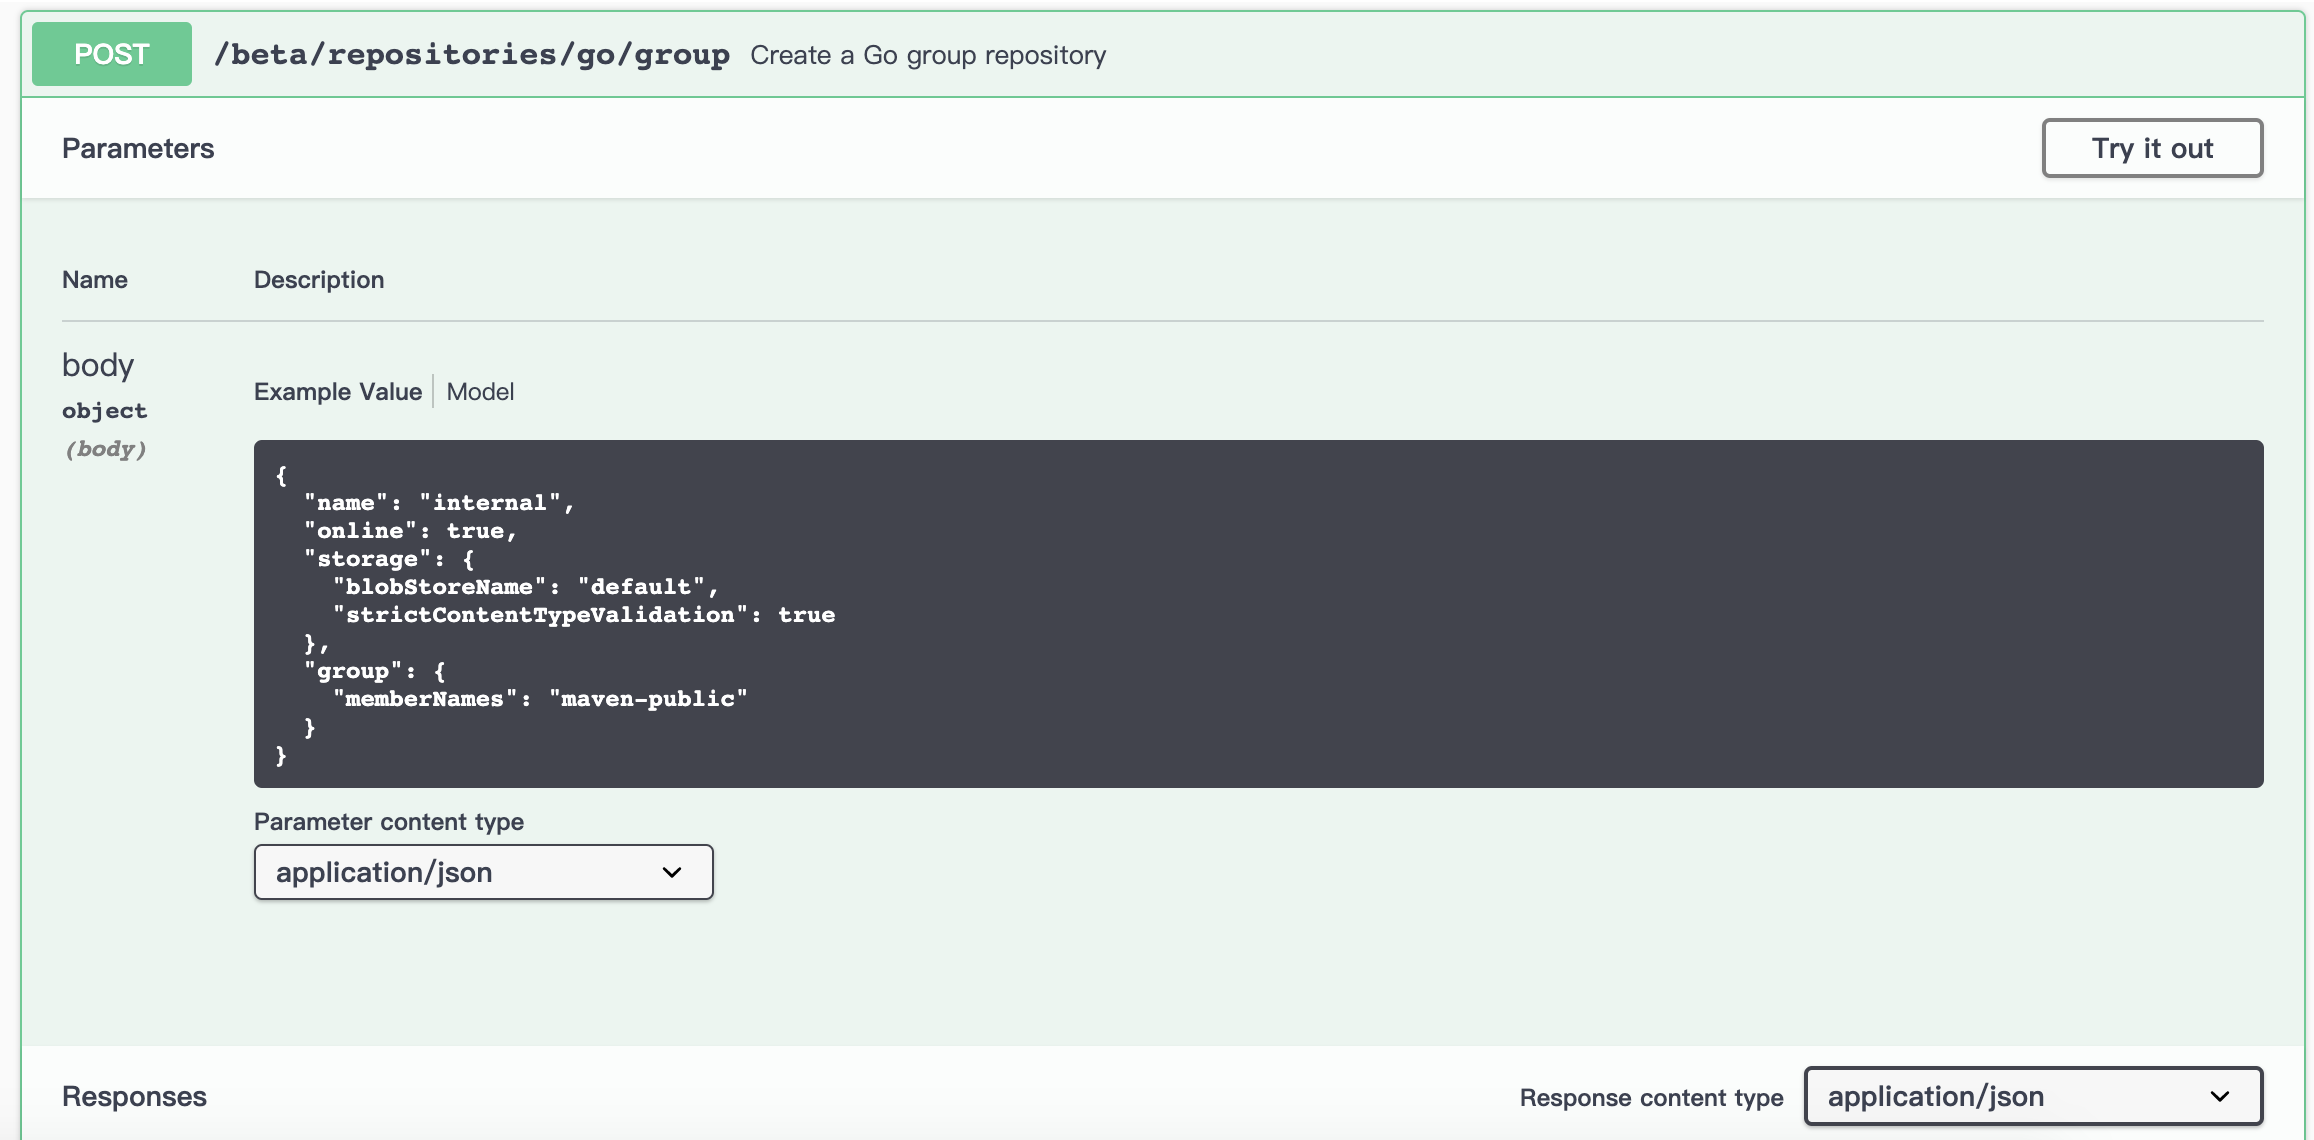 POST /beta/repositories/go/group Create a Go group repository
Parameters
Try it out
Name Description
body
object
(body)
Example Value Model
{
  "name": "internal",
  "online": true,
  "storage": {
    "blobStoreName": "default",
    "strictContentTypeValidation": true
  },
  "group": {
    "memberNames": "maven-public"
  }
}
Parameter content type
application/json
Responses
Response content type application/json